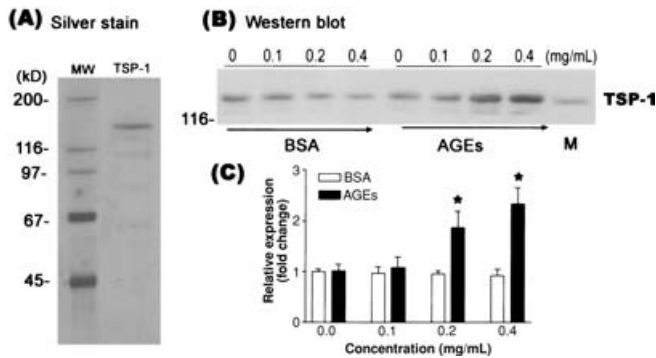 (A) Silver stain
(kD) MW TSP-1
200-
116-
97-
67-
45-
(B) Western blot
0 0.1 0.2 0.4 0 0.1 0.2 0.4 (mg/mL)
TSP-1
116-
BSA AGEs M
(C)
BSA
AGEs
Relative expression
(fold change)
3
2
1
0
0.0 0.1 0.2 0.4
Concentration (mg/mL)